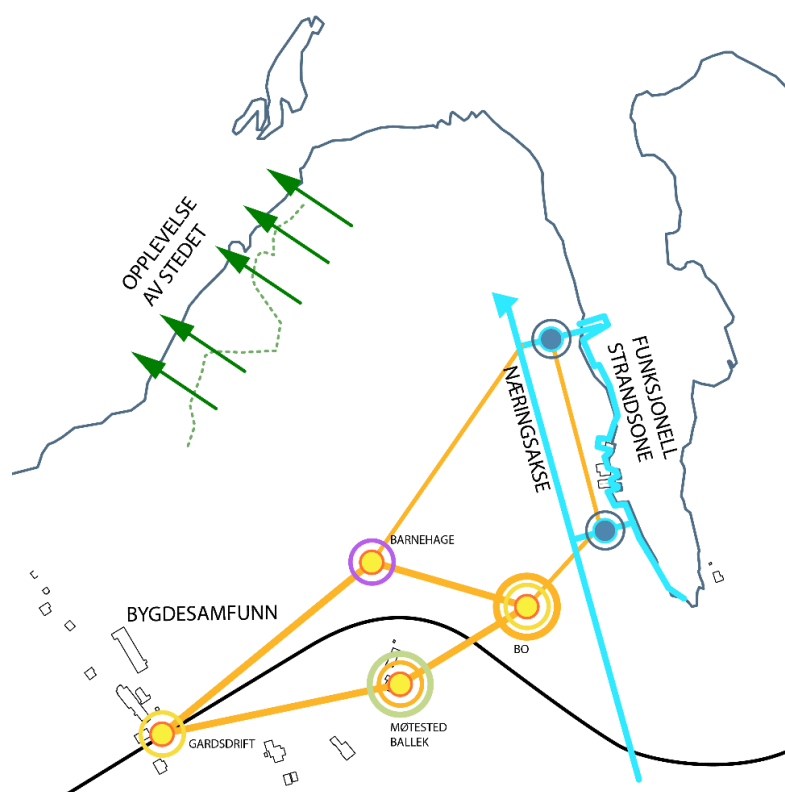 OPPLEVELSE
AV STEDET
NÆRINGSAKSE
FUNKSJONELL
STRANDSONE
BARNEHAGE
BYGDESAMFUNN
BO
MØTESTED
BALLEK
GARDSDRIFT